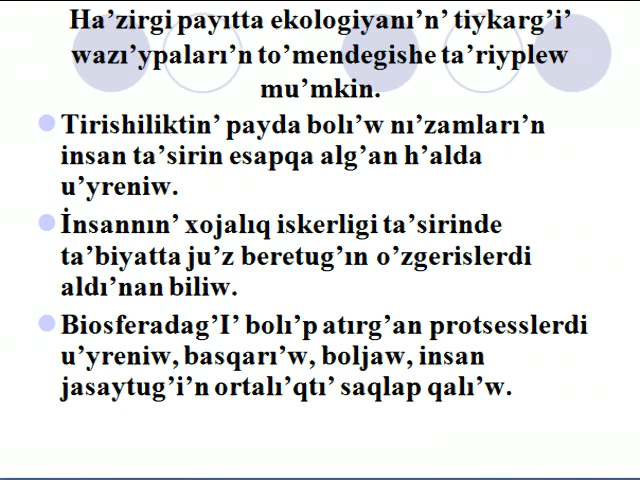 Ha’zirgi payıtta ekologiyanı’n’ tiykarg’i’
wazı’ypaları’n to’mendegishe ta’riyplew
mu’mkin.
Tirishiliktin’ payda bolı’w nı’zamları’n
insan ta’sirin esapqa alg’an h’alda
u’yreniw.
İnsannın’ xojalıq iskerligi ta’sirinde
ta’biyatta ju’z beretug’ın o’zgerislerdi
aldı’nan biliw.
Biosferadag’I’ bolı’p atırg’an protsesslerdi
u’yreniw, basqarı’w, boljaw, insan
jasaytug’i’n ortalı’qtı’ saqlap qalı’w.